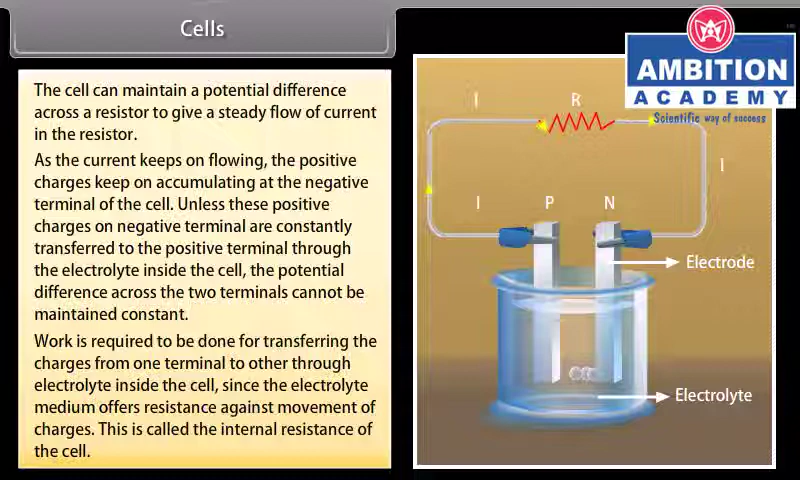 Cells
AMBITION
ACADEMY
Scientific way of success
The cell can maintain a potential difference
across a resistor to give a steady flow of current
in the resistor.
As the current keeps on flowing, the positive
charges keep on accumulating at the negative
terminal of the cell. Unless these positive
charges on negative terminal are constantly
transferred to the positive terminal through
the electrolyte inside the cell, the potential
difference across the two terminals cannot be
maintained constant.
Work is required to be done for transferring the
charges from one terminal to other through
electrolyte inside the cell, since the electrolyte
medium offers resistance against movement of
charges. This is called the internal resistance of
the cell.
I R
I
I P N
Electrode
Electrolyte